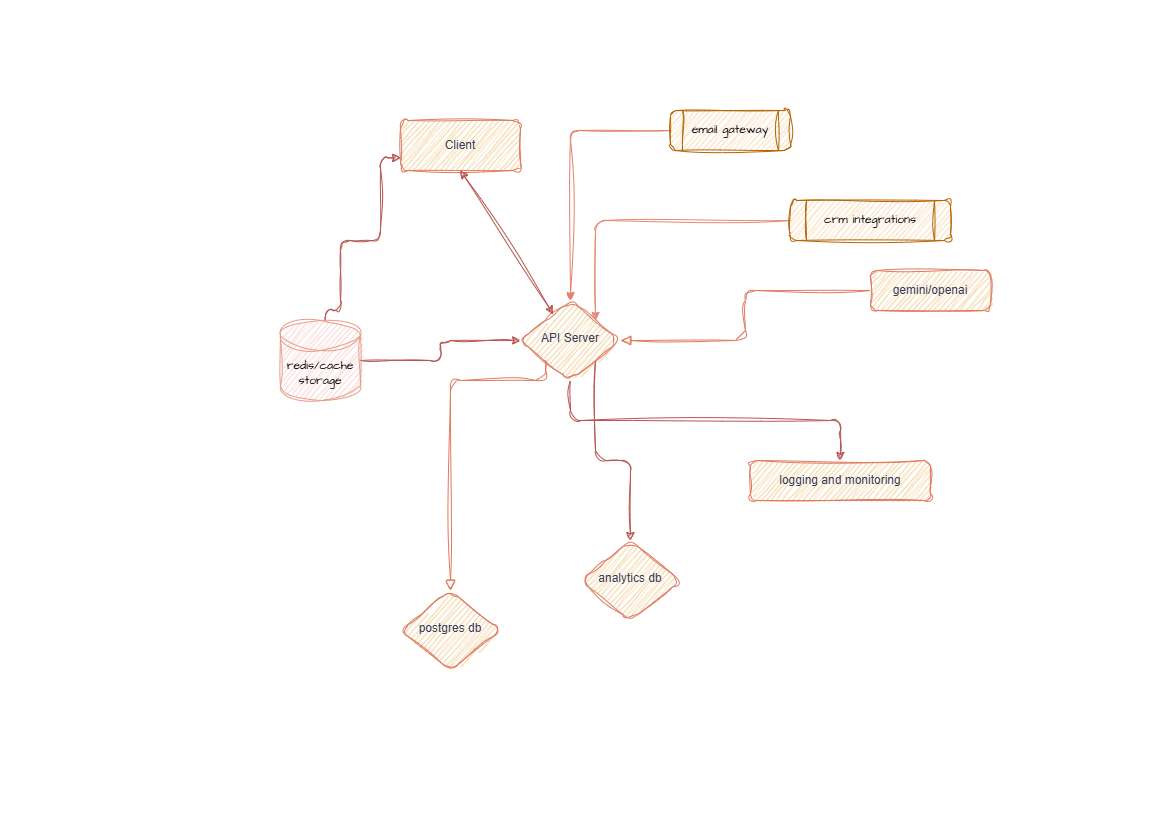 email gateway
Client
crm integrations
gemini/openai
API Server
redis/cache
storage
logging and monitoring
analytics db
postgres db